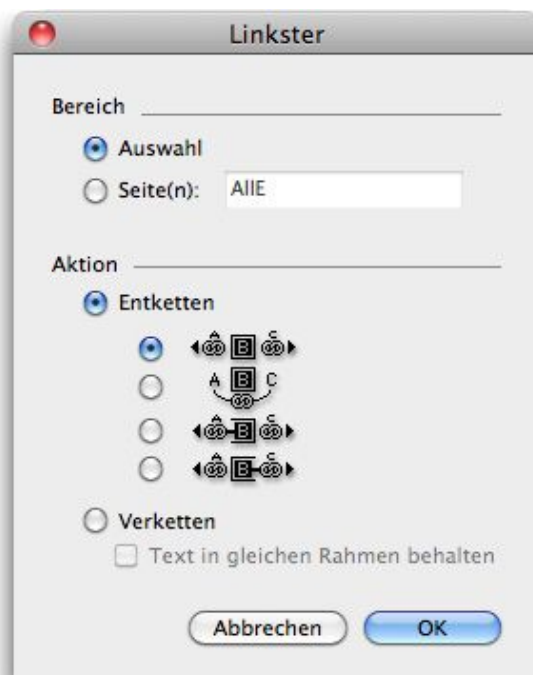 Linkster
Bereich
Auswahl
Seite(n): AllE
Aktion
Entketten
A B C
A B C
A B C
A B C
Verketten
Text in gleichen Rahmen behalten
Abbrechen OK